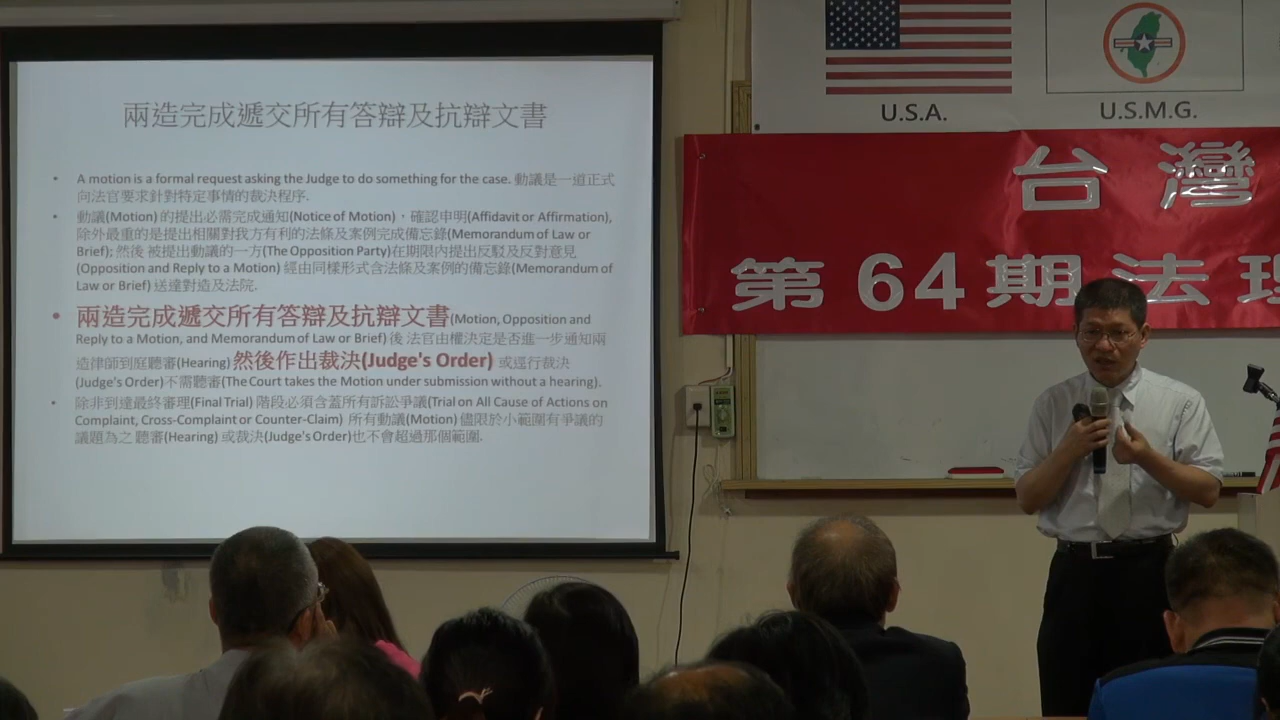 兩造完成遞交所有答辯及抗辯文書
• A motion is a formal request asking the Judge to do something for the case. 動議是一道正式
向法官要求針對特定事情的裁決程序.
• 動議(Motion) 的提出必需完成通知(Notice of Motion)，確認申明(Affidavit or Affirmation),
除外最重的是提出相關對我方有利的法條及案例完成備忘錄(Memorandum of Law or
Brief); 然後 被提出動議的一方(The Opposition Party)在期限內提出反駁及反對意見
(Opposition and Reply to a Motion) 經由同樣形式含法條及案例的備忘錄(Memorandum of
Law or Brief) 送達對造及法院.
• 兩造完成遞交所有答辯及抗辯文書(Motion, Opposition and
Reply to a Motion, and Memorandum of Law or Brief) 後 法官由權決定是否進一步通知兩
造律師到庭聽審(Hearing) 然後作出裁決(Judge's Order) 或逕行裁決
(Judge's Order)不需聽審(The Court takes the Motion under submission without a hearing).
• 除非到達最終審理(Final Trial) 階段必須含蓋所有訴訟爭議(Trial on All Cause of Actions on
Complaint, Cross-Complaint or Counter-Claim) 所有動議(Motion) 儘限於小範圍有爭議的
議題為之 聽審(Hearing) 或裁決(Judge's Order)也不會超過那個範圍.
U.S.A.
U.S.M.G.
台灣
第64期法理